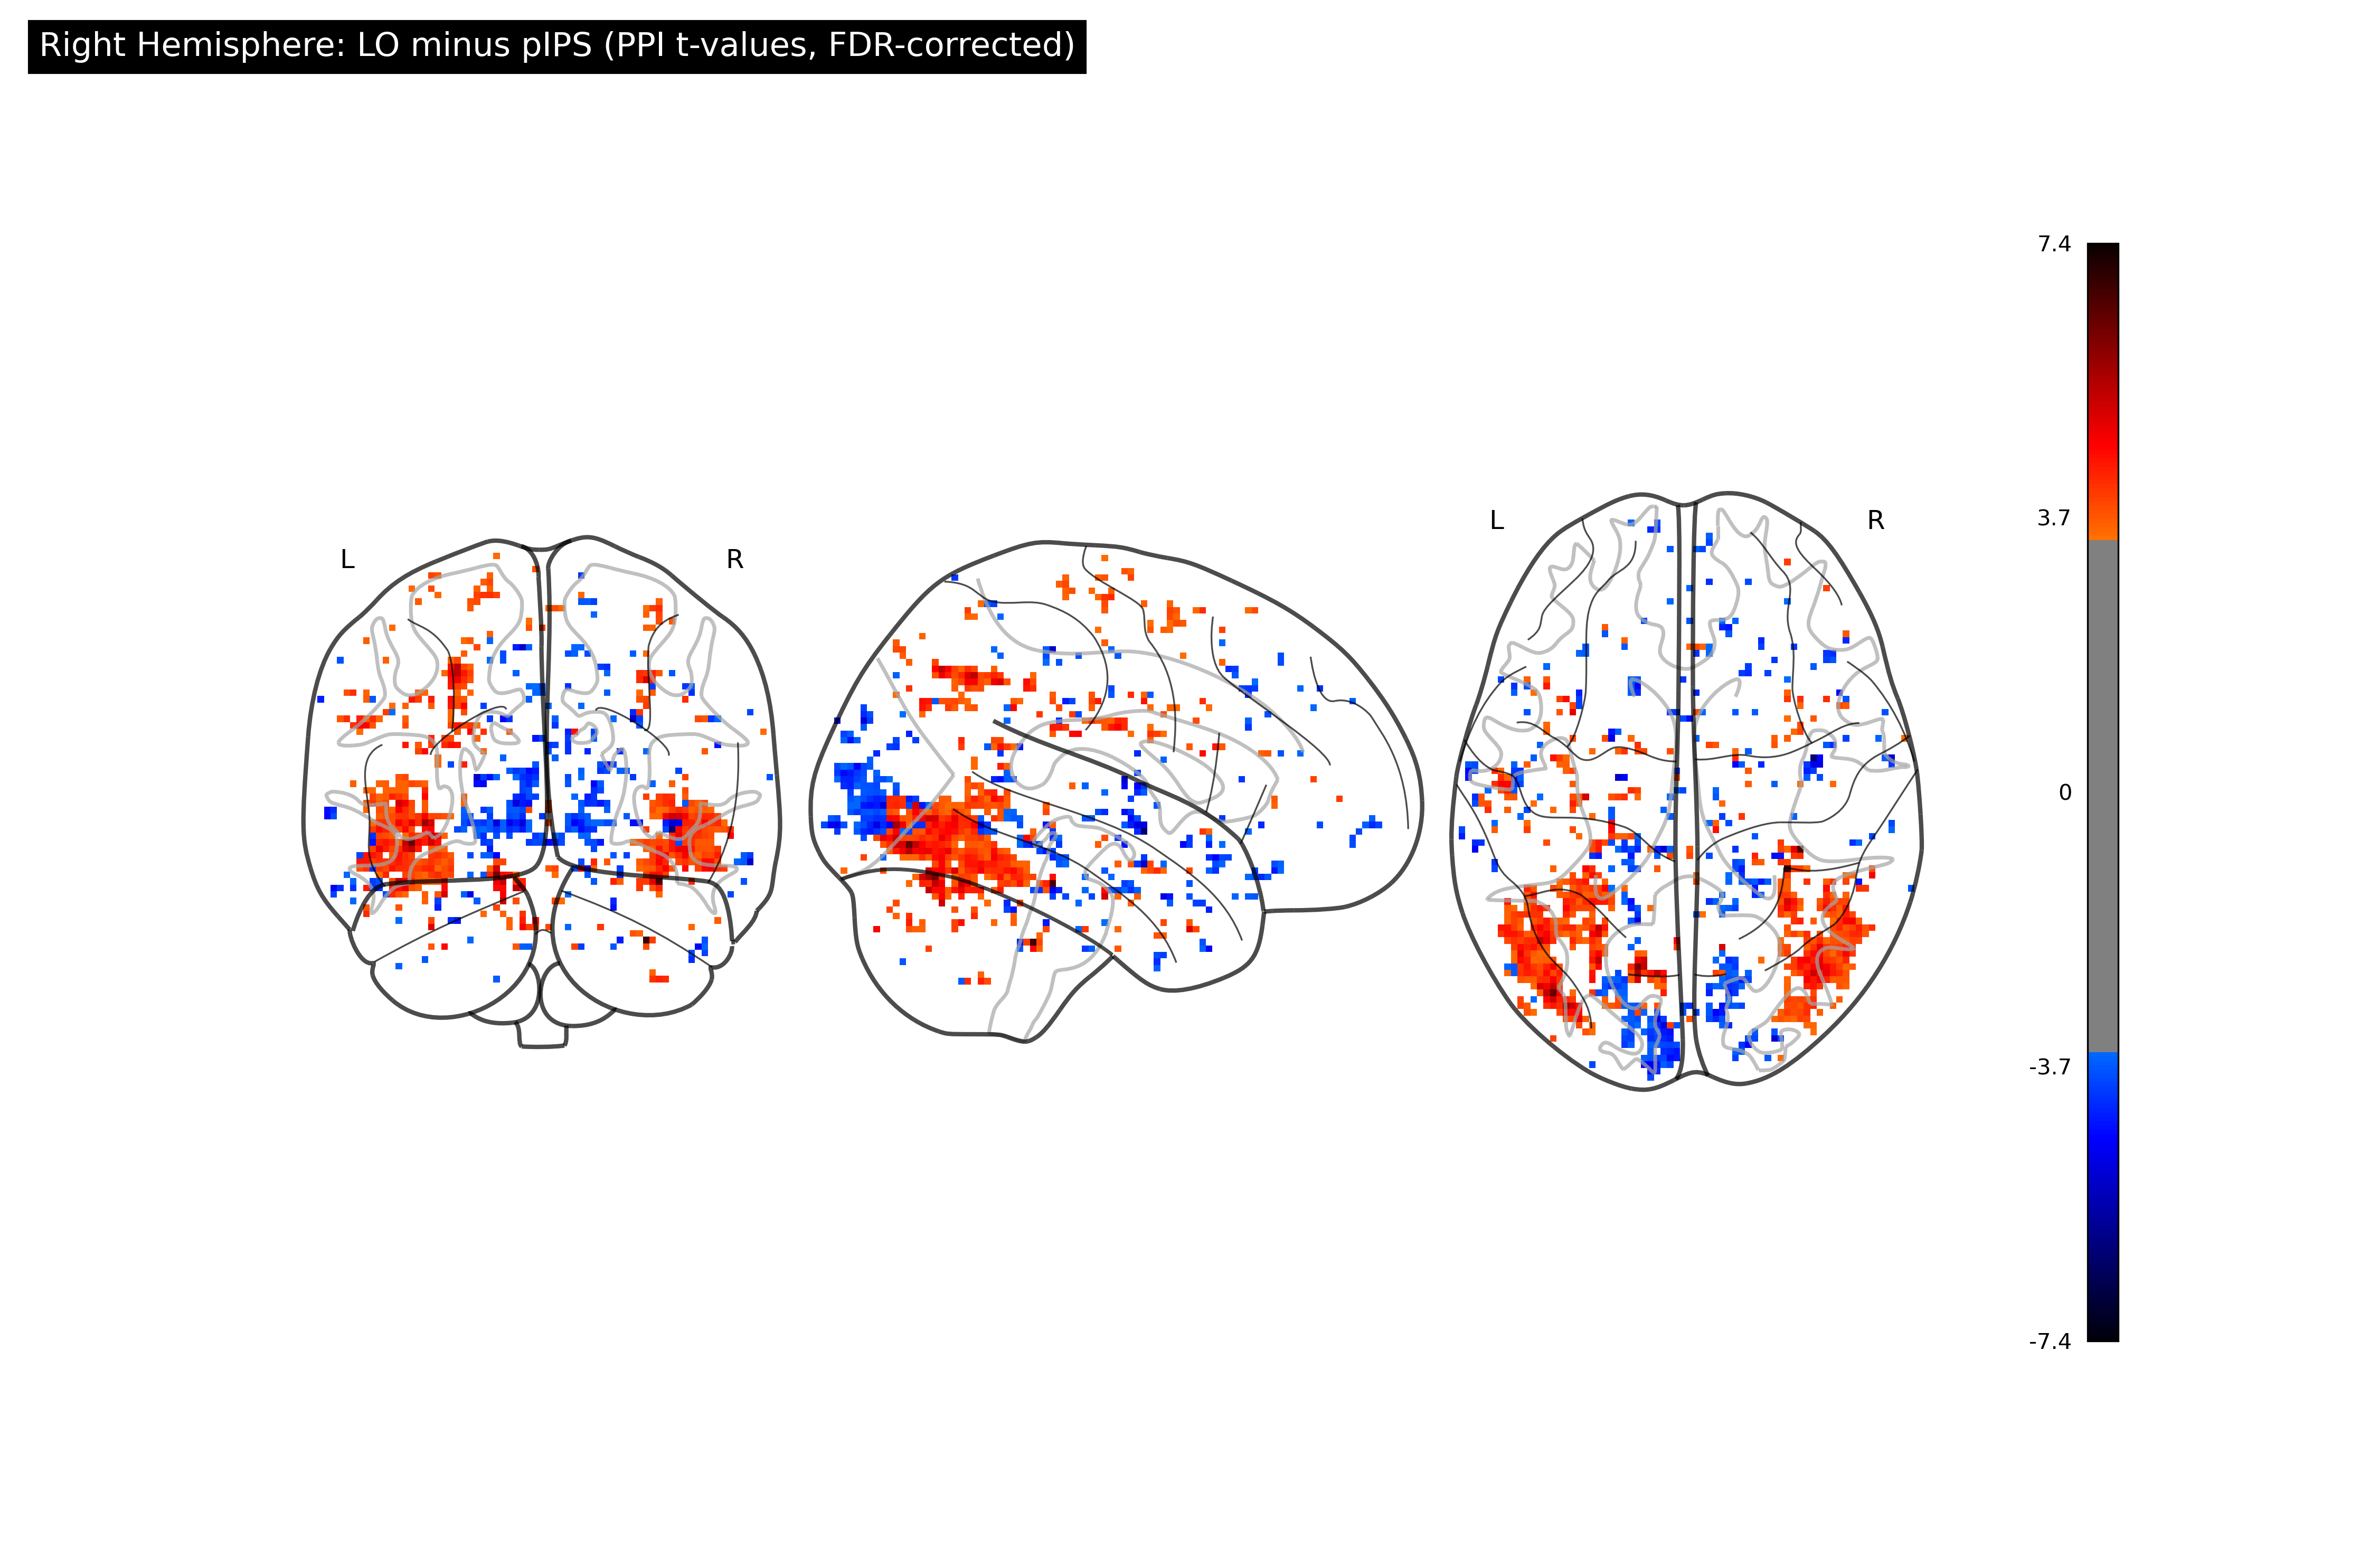 Right Hemisphere: LO minus pIPS (PPI t-values, FDR-corrected)
L
R
L
R
7.4
3.7
0
-3.7
-7.4